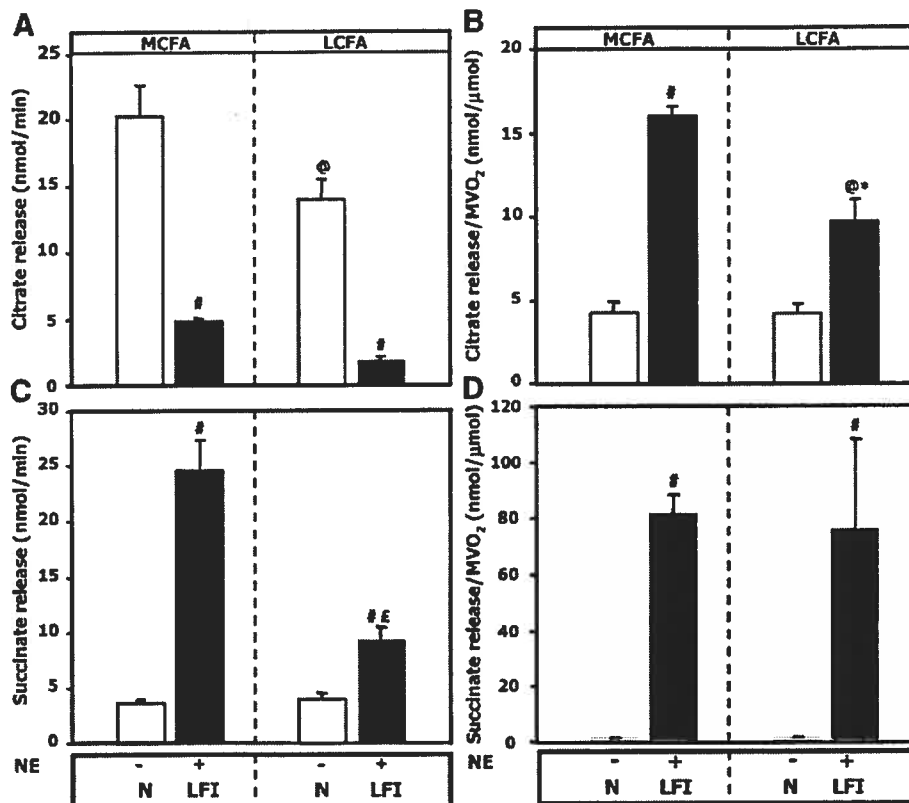 A
MCFA
LCFA
Citrate release (nmol/min)
25
20
15
10
5
0
@
#
#
B
MCFA
LCFA
Citrate release/MVO₂ (nmol/µmol)
20
15
10
5
0
#
@*
C
Succinate release (nmol/min)
30
25
20
15
10
5
0
#
#£
D
Succinate release/MVO₂ (nmol/µmol)
120
100
80
60
40
20
0
#
#
NE - + - +
N LFI N LFI
NE - + - +
N LFI N LFI